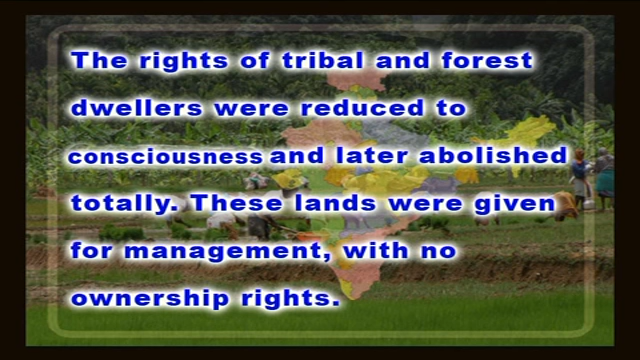 The rights of tribal and forest
dwellers were reduced to
consciousness and later abolished
totally. These lands were given
for management, with no
ownership rights.